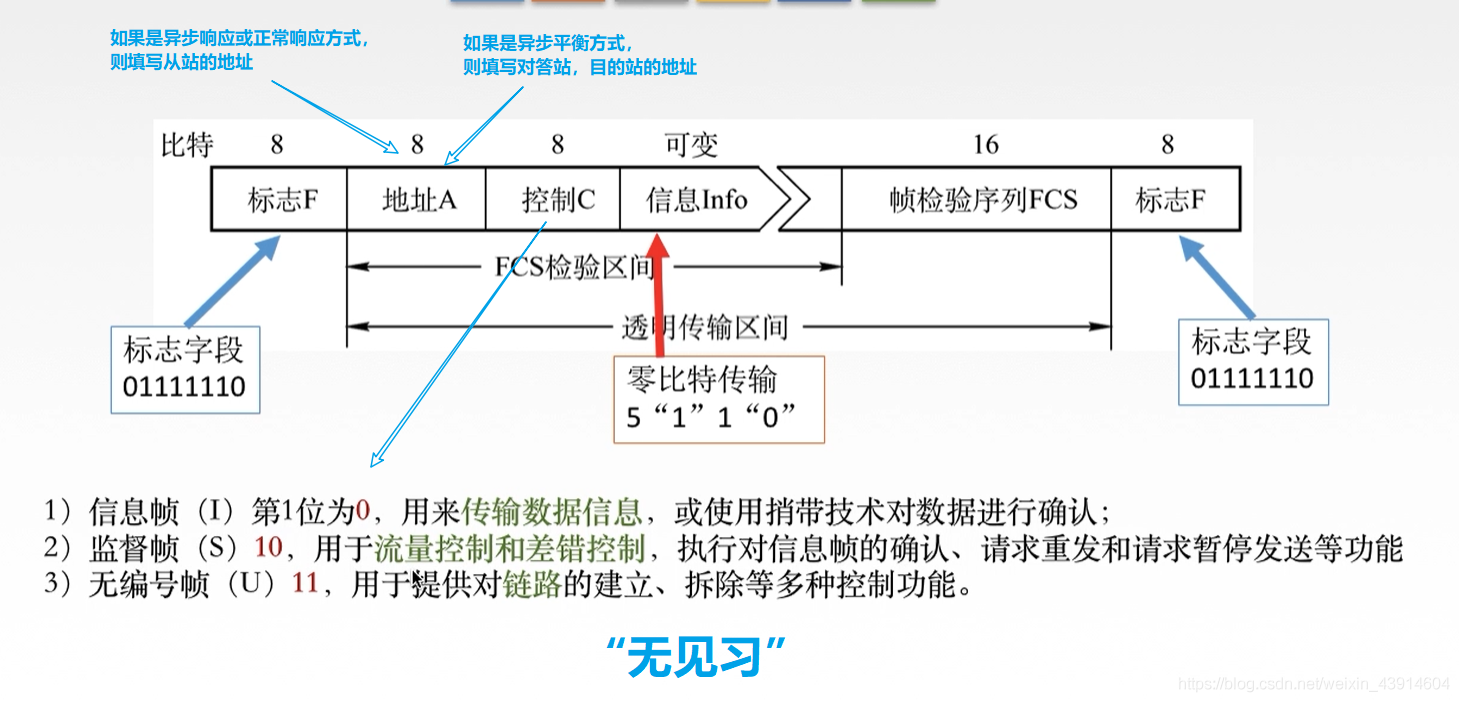 如果是异步响应或正常响应方式，
则填写从站的地址
如果是异步平衡方式，
则填写对答站，目的站的地址
比特 8 8 8 可变 16 8
标志F 地址A 控制C 信息Info 帧检验序列FCS 标志F
FCS检验区间
透明传输区间
标志字段
01111110
零比特传输
5“1”1“0”
标志字段
01111110
1）信息帧（I）第1位为0，用来传输数据信息，或使用捎带技术对数据进行确认；
2）监督帧（S）10，用于流量控制和差错控制，执行对信息帧的确认、请求重发和请求暂停发送等功能
3）无编号帧（U）11，用于提供对链路的建立、拆除等多种控制功能。
“无见习”
https://blog.csdn.net/weixin_43914604